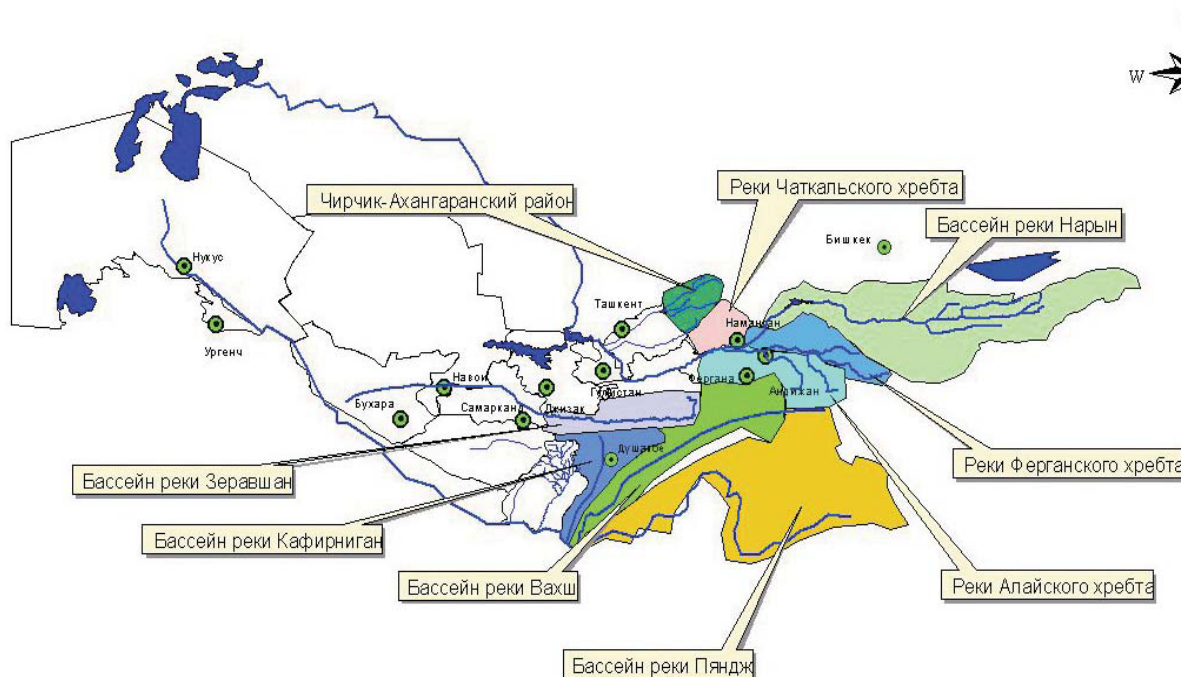 W
Чирчик-Ахангаранский район
Реки Чаткальского хребта
Бассейн реки Нарын
Бишкек
Нукус
Ташкент
Наманган
Ургенч
Навои
Гулистан
Фергана
Андижан
Бухара
Самарканд
Джизак
Душанбе
Реки Ферганского хребта
Бассейн реки Зеравшан
Бассейн реки Кафирниган
Бассейн реки Вахш
Реки Алайского хребта
Бассейн реки Пяндж